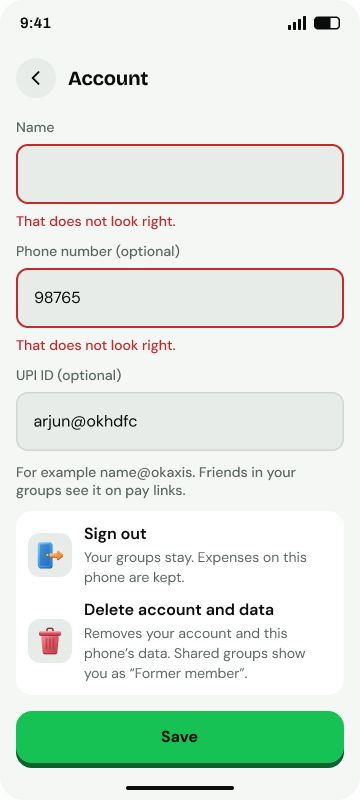 9:41
Account
Name
That does not look right.
Phone number (optional)
98765
That does not look right.
UPI ID (optional)
arjun@okhdfc
For example name@okaxis. Friends in your
groups see it on pay links.
Sign out
Your groups stay. Expenses on this
phone are kept.
Delete account and data
Removes your account and this
phone’s data. Shared groups show
you as “Former member”.
Save